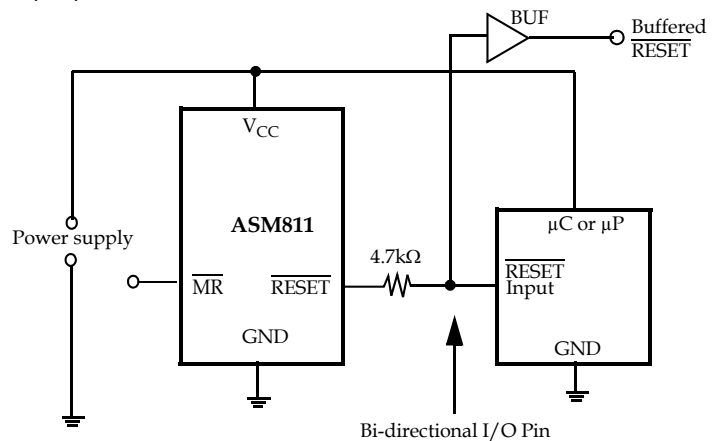 BUF
Buffered
RESET
VCC
ASM811
µC or µP
Power supply
4.7kΩ
MR
RESET
RESET
Input
GND
GND
Bi-directional I/O Pin